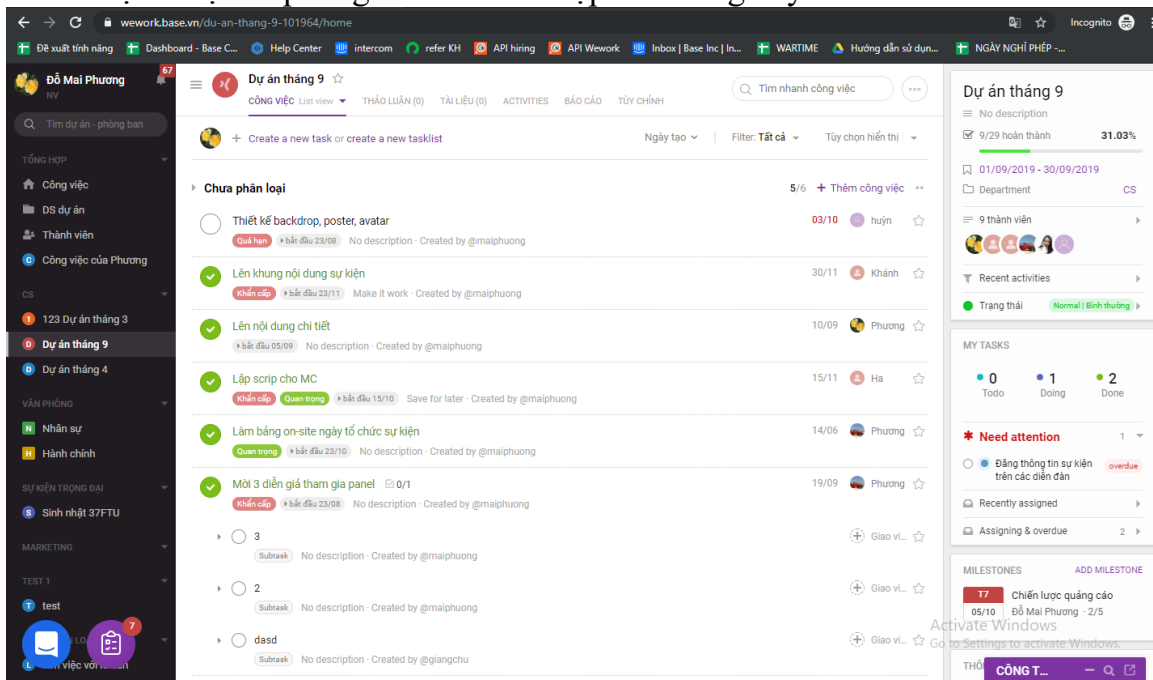 wework.base.vn/du-an-thang-9-101964/home
Incognito
Đề xuất tính năng
Dashboard - Base C...
Help Center
intercom
refer KH
API hiring
API Wework
Inbox | Base Inc | In...
WARTIME
Hướng dẫn sử dụn...
NGÀY NGHỈ PHÉP -...
Đỗ Mai Phương
NV
67
Tìm dự án - phòng ban
TỔNG HỢP
Công việc
DS dự án
Thành viên
C Công việc của Phương
CS
1 123 Dự án tháng 3
D Dự án tháng 9
D Dự án tháng 4
VĂN PHÒNG
N Nhân sự
H Hành chính
SỰ KIỆN TRỌNG ĐẠI
S Sinh nhật 37FTU
MARKETING
TEST 1
T test
7
Dự án tháng 9
CÔNG VIỆC List view
THẢO LUẬN (0)
TÀI LIỆU (0)
ACTIVITIES
BÁO CÁO
TÙY CHỈNH
Tìm nhanh công việc
+ Create a new task or create a new tasklist
Ngày tạo
Filter: Tất cả
Tùy chọn hiển thị
Chưa phân loại
5/6 + Thêm công việc
Thiết kế backdrop, poster, avatar
03/10 huỳn
Quá hạn bắt đầu 23/08 No description · Created by @maiphuong
Lên khung nội dung sự kiện
30/11 Khánh
Khẩn cấp bắt đầu 23/11 Make it work · Created by @maiphuong
Lên nội dung chi tiết
10/09 Phương
bắt đầu 05/09 No description · Created by @maiphuong
Lập scrip cho MC
15/11 Ha
Khẩn cấp Quan trọng bắt đầu 15/10 Save for later · Created by @maiphuong
Làm bảng on-site ngày tổ chức sự kiện
14/06 Phương
Quan trọng bắt đầu 23/10 No description · Created by @maiphuong
Mời 3 diễn giả tham gia panel 0/1
19/09 Phương
Khẩn cấp bắt đầu 23/08 No description · Created by @maiphuong
3
Giao vi...
Subtask No description · Created by @maiphuong
2
Giao vi...
Subtask No description · Created by @maiphuong
dasd
Giao vi...
Subtask No description · Created by @giangchu
Dự án tháng 9
No description
9/29 hoàn thành 31.03%
01/09/2019 - 30/09/2019
Department CS
9 thành viên
Recent activities
Trạng thái Normal | Bình thường
MY TASKS
0 1 2
Todo Doing Done
Need attention 1
Đăng thông tin sự kiện overdue
trên các diễn đàn
Recently assigned
Assigning & overdue 2
MILESTONES ADD MILESTONE
T7 Chiến lược quảng cáo
05/10 Đỗ Mai Phương · 2/5
Activate Windows
Go to Settings to activate Windows.
CÔNG T...